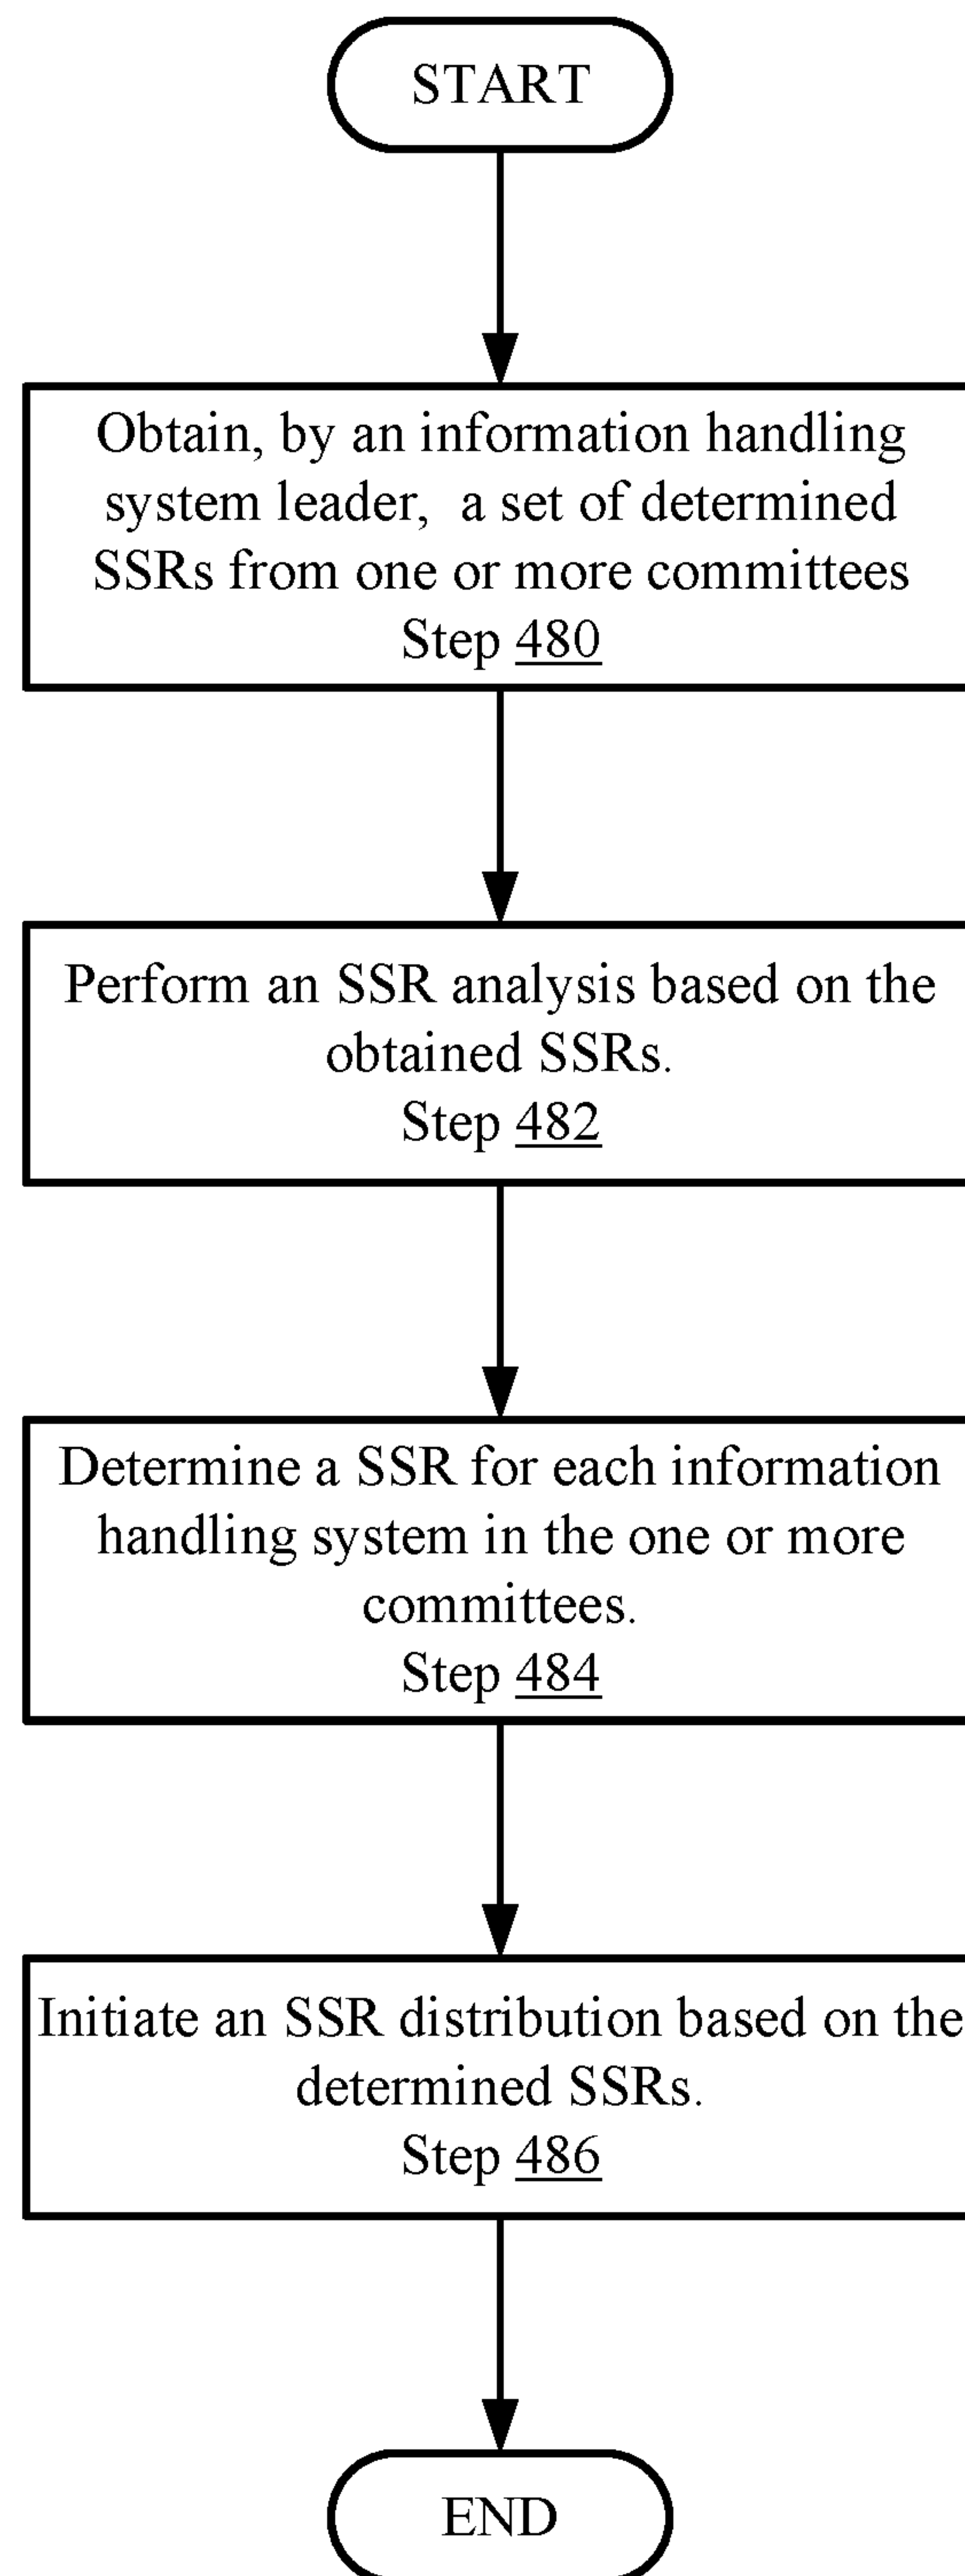 START
Obtain, by an information handling
system leader,  a set of determined
SSRs from one or more committees
Step 480
Perform an SSR analysis based on the
obtained SSRs.
Step 482
Determine a SSR for each information
handling system in the one or more
committees.
Step 484
Initiate an SSR distribution based on the
determined SSRs.
Step 486
END